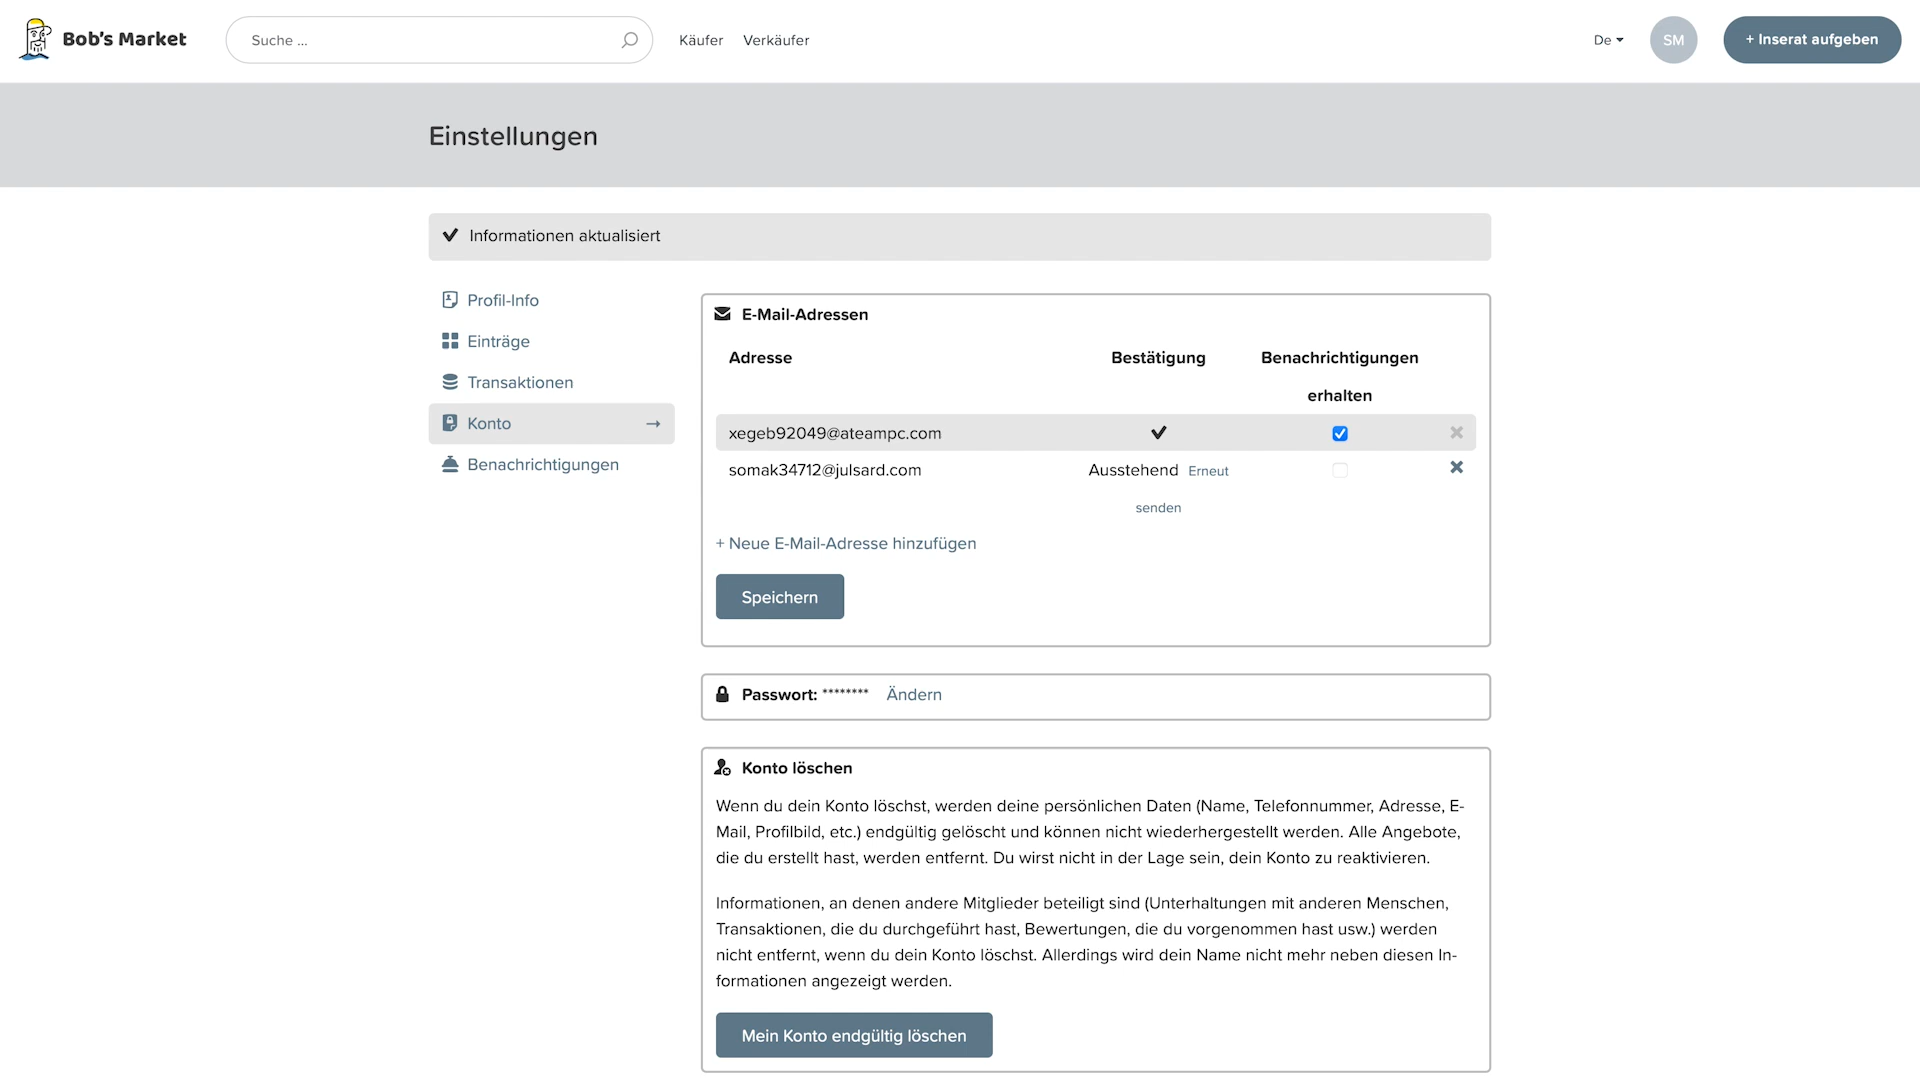 Bob's Market
Suche ...
Käufer
Verkäufer
De
SM
+ Inserat aufgeben
Einstellungen
Informationen aktualisiert
Profil-Info
Einträge
Transaktionen
Konto
Benachrichtigungen
E-Mail-Adressen
Adresse
Bestätigung
Benachrichtigungen
erhalten
xegeb92049@ateampc.com
somak34712@julsard.com
Ausstehend Erneut
senden
+ Neue E-Mail-Adresse hinzufügen
Speichern
Passwort: ******** Ändern
Konto löschen
Wenn du dein Konto löschst, werden deine persönlichen Daten (Name, Telefonnummer, Adresse, E-
Mail, Profilbild, etc.) endgültig gelöscht und können nicht wiederhergestellt werden. Alle Angebote,
die du erstellt hast, werden entfernt. Du wirst nicht in der Lage sein, dein Konto zu reaktivieren.
Informationen, an denen andere Mitglieder beteiligt sind (Unterhaltungen mit anderen Menschen,
Transaktionen, die du durchgeführt hast, Bewertungen, die du vorgenommen hast usw.) werden
nicht entfernt, wenn du dein Konto löschst. Allerdings wird dein Name nicht mehr neben diesen In-
formationen angezeigt werden.
Mein Konto endgültig löschen